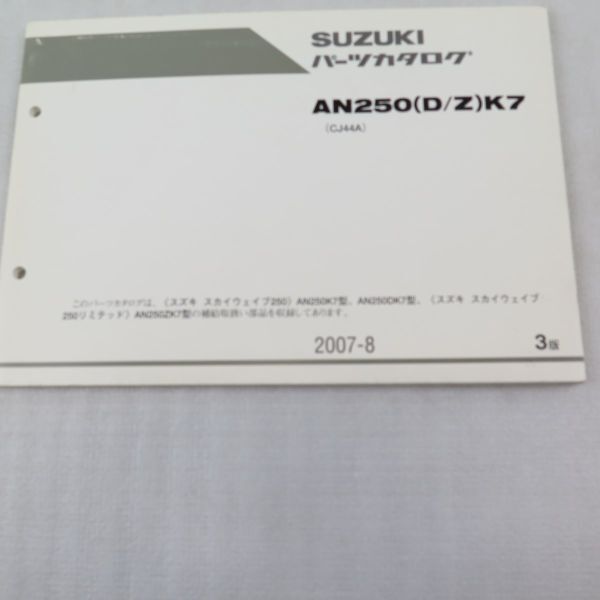 SUZUKI
パーツカタログ
AN250(D/Z)K7
(CJ44A)
このパーツカタログは、〈スズキ スカイウェイブ250〉AN250K7型、AN250DK7型、〈スズキ スカイウェイブ
250リミテッド〉AN250ZK7型の補給取扱い部品を収録してあります。
2007-8
3版